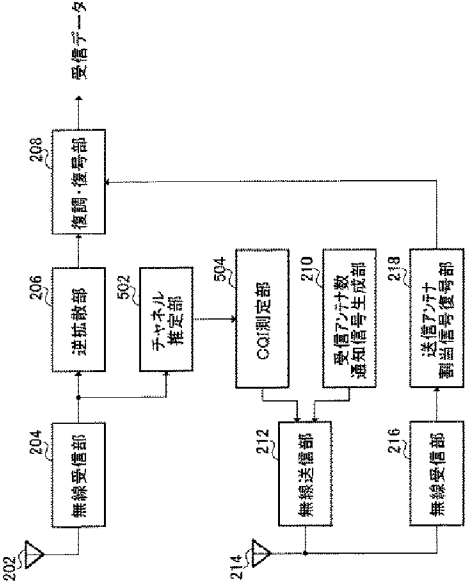 202
204
無線受信部
206
逆拡散部
208
復調・復号部
受信データ
502
チャネル
推定部
504
CQI測定部
210
受信アンテナ数
通知信号生成部
212
無線送信部
214
216
無線受信部
218
送信アンテナ
割当信号復号部